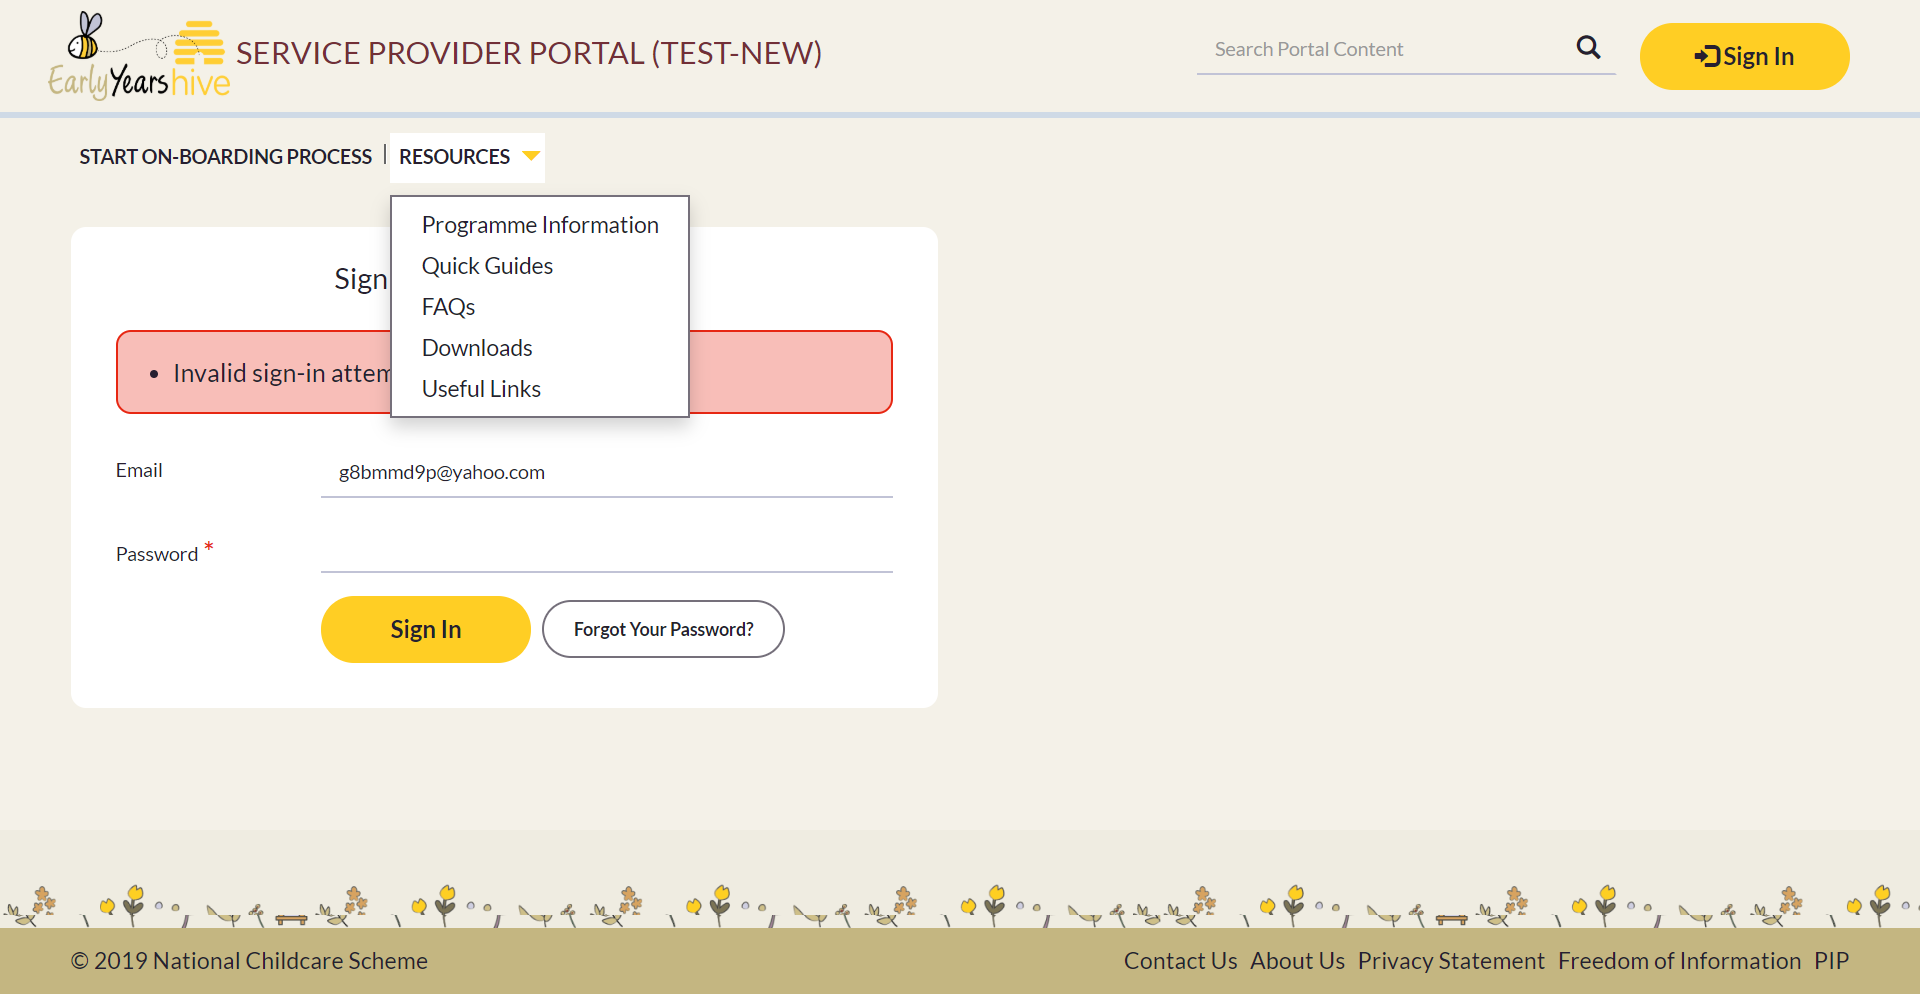 Early Years hive
SERVICE PROVIDER PORTAL (TEST-NEW)
Search Portal Content
Sign In
START ON-BOARDING PROCESS
RESOURCES
Programme Information
Quick Guides
FAQs
Downloads
Useful Links
Sign
Invalid sign-in
Email
g8bmmd9p@yahoo.com
Password *
Sign In
Forgot Your Password?
© 2019 National Childcare Scheme
Contact Us About Us Privacy Statement Freedom of Information PIP